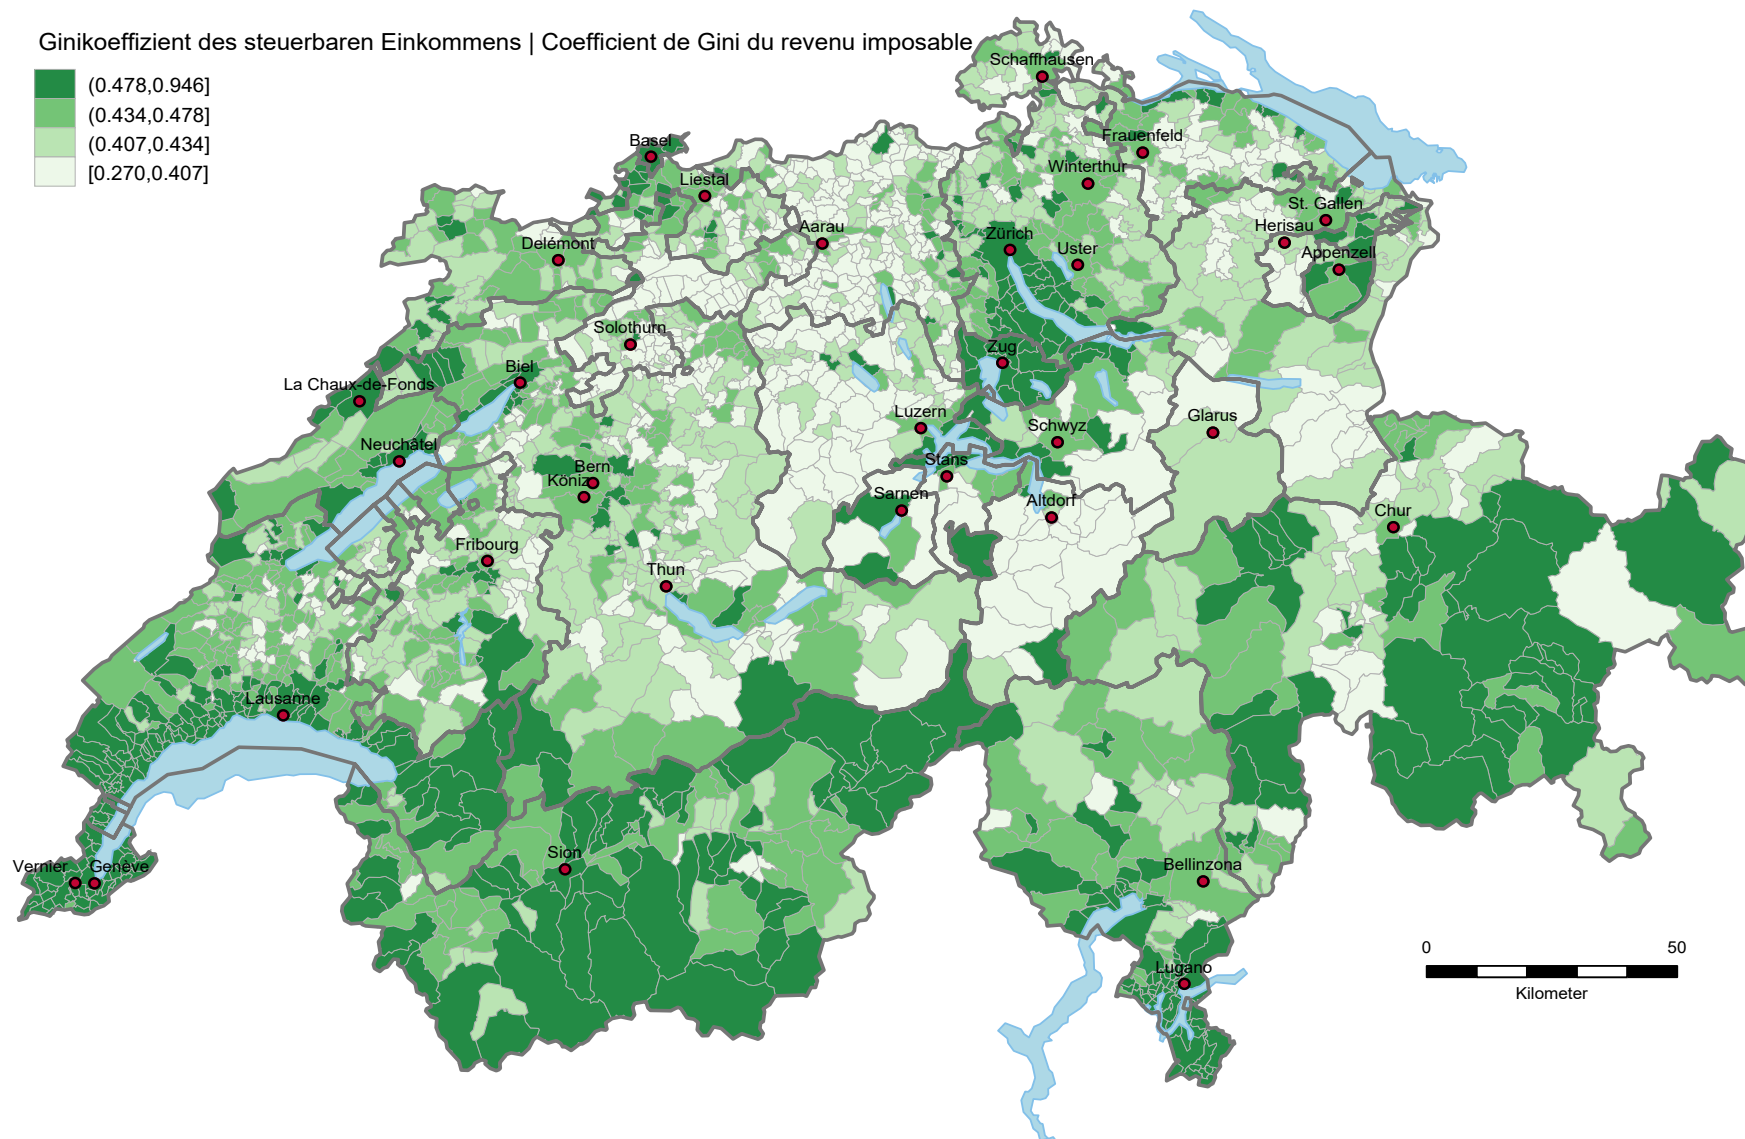 Ginikoeffizient des steuerbaren Einkommens | Coefficient de Gini du revenu imposable
(0.478,0.946]
(0.434,0.478]
(0.407,0.434]
[0.270,0.407]
Schaffhausen
Basel
Frauenfeld
Winterthur
Liestal
St. Gallen
Herisau
Aarau
Zürich
Uster
Delémont
Appenzell
Solothurn
Zug
Biel
La Chaux-de-Fonds
Luzern
Glarus
Schwyz
Neuchâtel
Stans
Bern
Köniz
Sarnen
Altdorf
Chur
Fribourg
Thun
Lausanne
Sion
Bellinzona
Vernier
Genève
Lugano
0 50
Kilometer